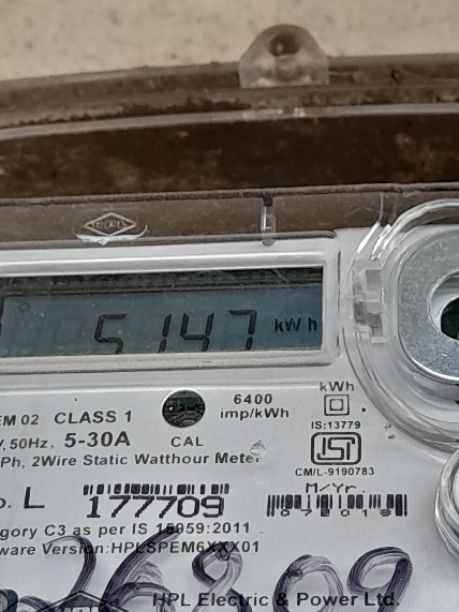 5147 kWh
EM 02 CLASS 1
6400
imp/kWh
kWh
V,50Hz, 5-30A
CAL
IS:13779
Ph, 2Wire Static Watthour Meter
CM/L-9190783
o. L
177709
M/Yr.
egory C3 as per IS 15959:2011
ware Version:HPLSPEM6XXX01
26909
HPL Electric & Power Ltd